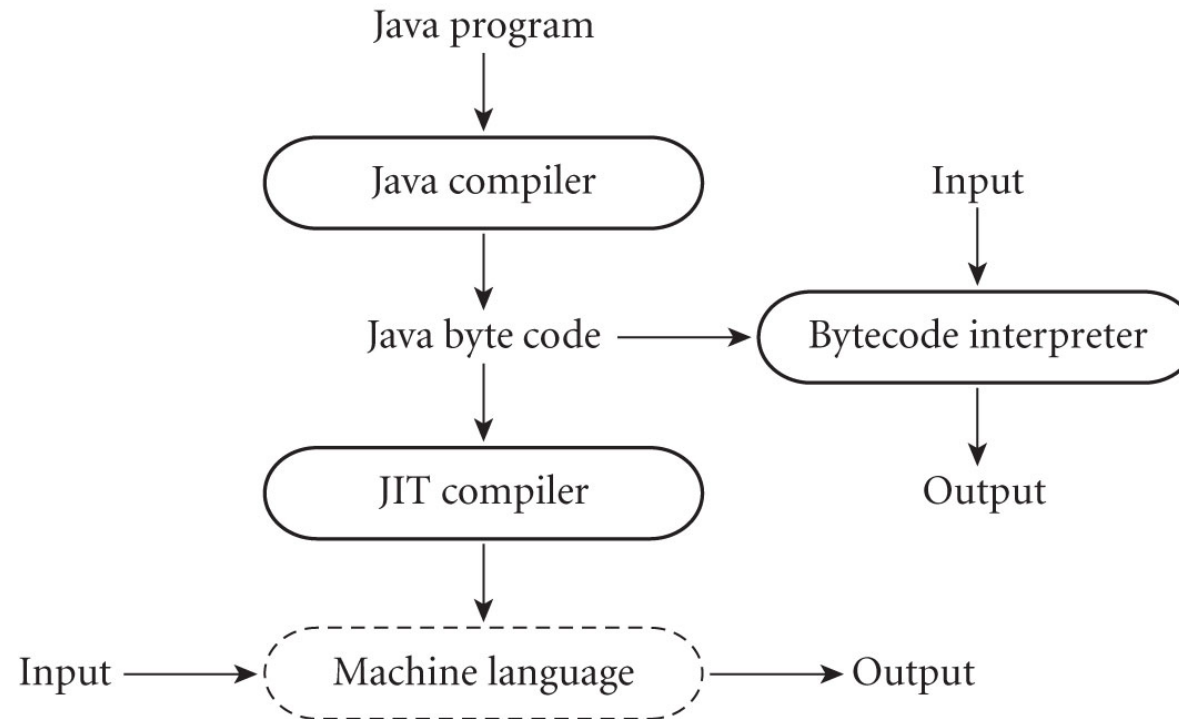 Java program
Java compiler
Input
Java byte code
Bytecode interpreter
JIT compiler
Output
Input
Machine language
Output